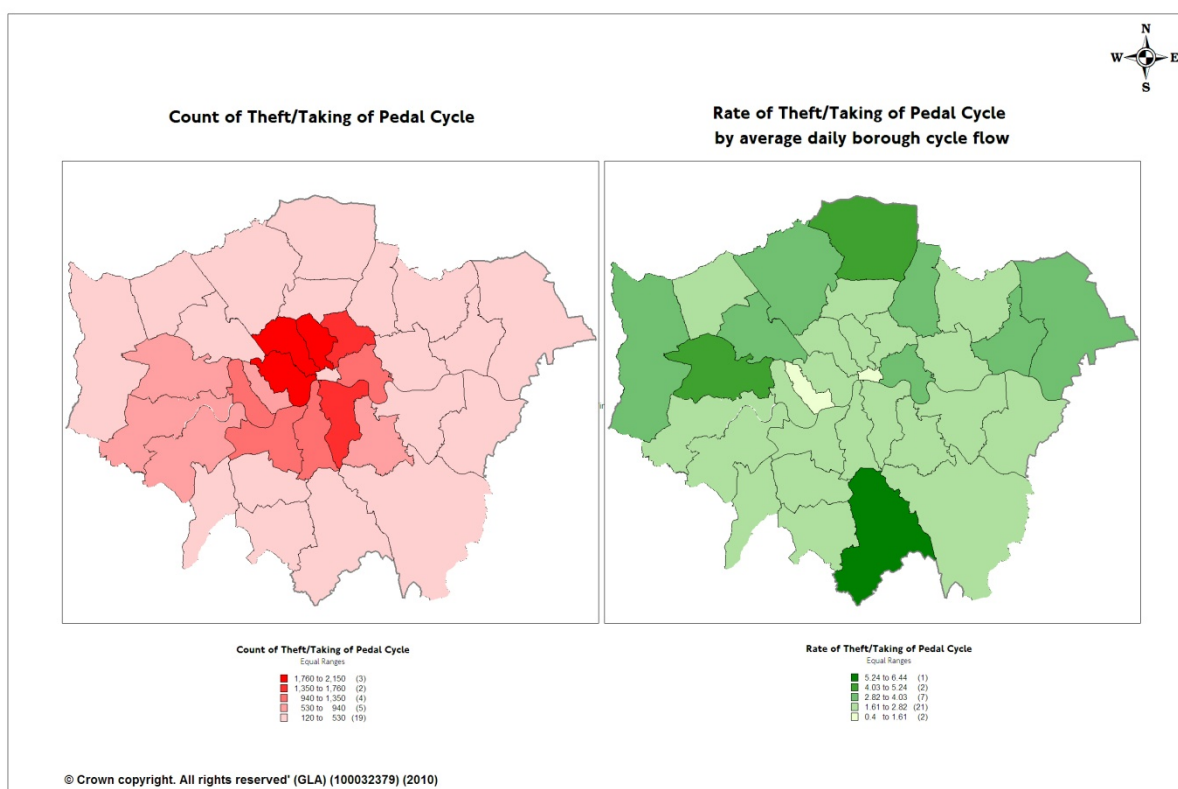 N
W E
S
Count of Theft/Taking of Pedal Cycle
Rate of Theft/Taking of Pedal Cycle
by average daily borough cycle flow
Count of Theft/Taking of Pedal Cycle
Equal Ranges
1,760 to 2,150 (3)
1,350 to 1,760 (2)
940 to 1,350 (4)
530 to 940 (5)
120 to 530 (19)
Rate of Theft/Taking of Pedal Cycle
Equal Ranges
5.24 to 6.44 (1)
4.03 to 5.24 (2)
2.82 to 4.03 (7)
1.61 to 2.82 (21)
0.4 to 1.61 (2)
© Crown copyright. All rights reserved' (GLA) (100032379) (2010)